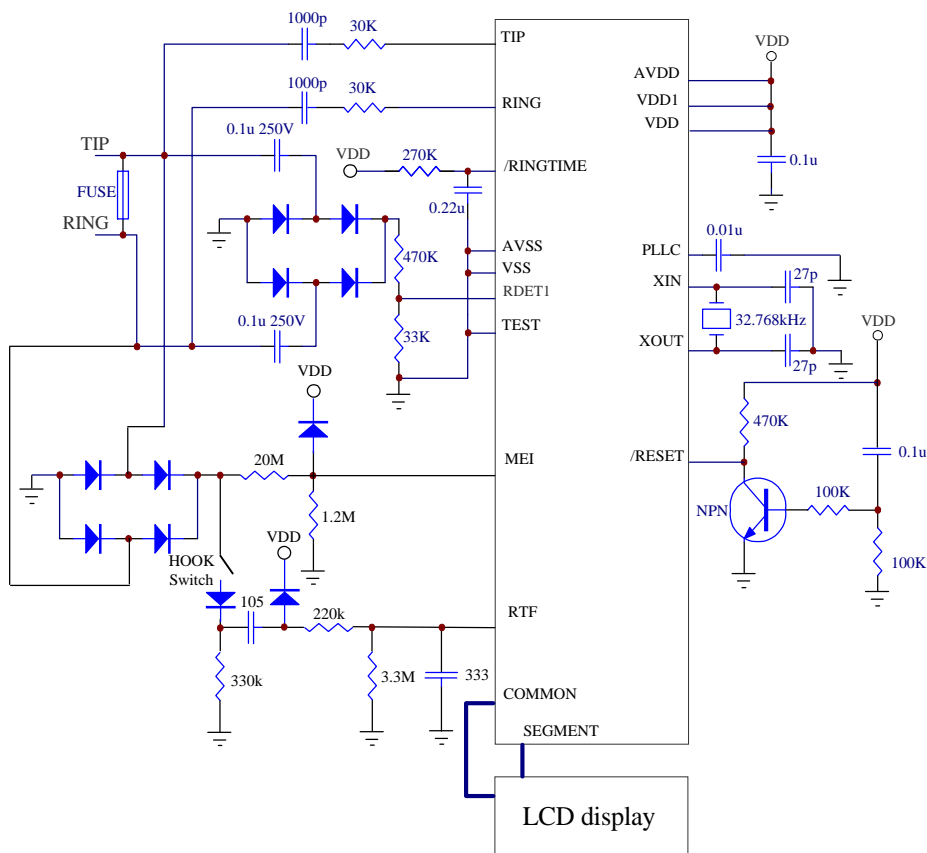 1000p
30K
TIP
VDD
1000p
30K
AVDD
RING
VDD1
0.1u 250V
VDD
TIP
VDD
270K
/RINGTIME
0.1u
FUSE
0.22u
RING
0.01u
AVSS
PLLC
470K
VSS
27p
XIN
RDET1
0.1u 250V
32.768kHz
TEST
VDD
33K
XOUT
27p
VDD
470K
0.1u
20M
MEI
/RESET
100K
NPN
1.2M
VDD
HOOK
Switch
100K
105
220k
RTF
330k
3.3M
333
COMMON
SEGMENT
LCD display